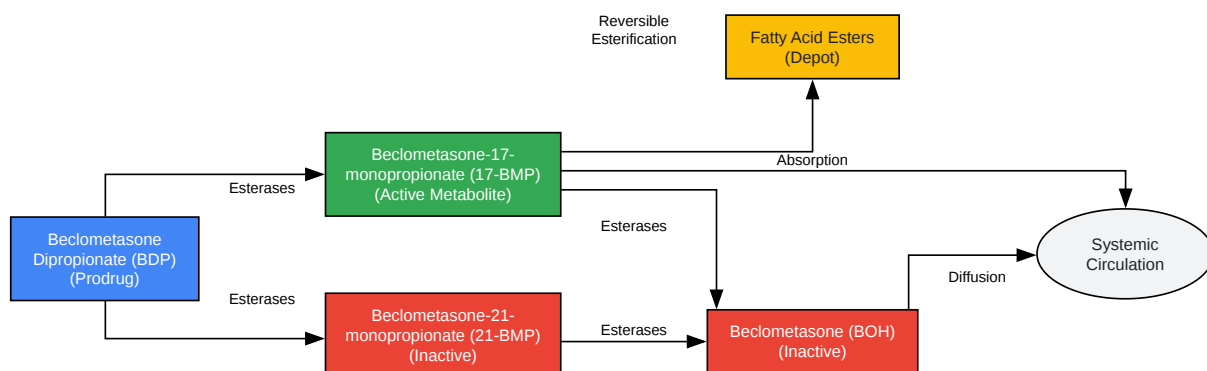 Reversible
Esterification
Fatty Acid Esters
(Depot)
Beclometasone-17-
monopropionate (17-BMP)
(Active Metabolite)
Absorption
Esterases
Esterases
Beclometasone
Dipropionate (BDP)
(Prodrug)
Systemic
Circulation
Diffusion
Esterases
Beclometasone-21-
monopropionate (21-BMP)
(Inactive)
Esterases
Beclometasone (BOH)
(Inactive)